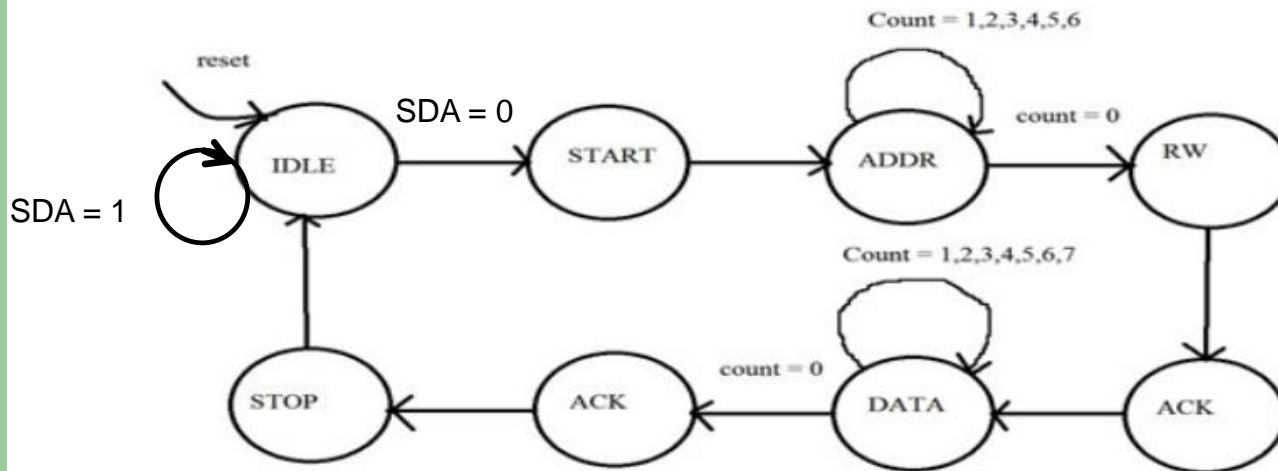 Count = 1,2,3,4,5,6
reset
SDA = 0
count = 0
IDLE
START
ADDR
RW
SDA = 1
Count = 1,2,3,4,5,6,7
count = 0
STOP
ACK
DATA
ACK